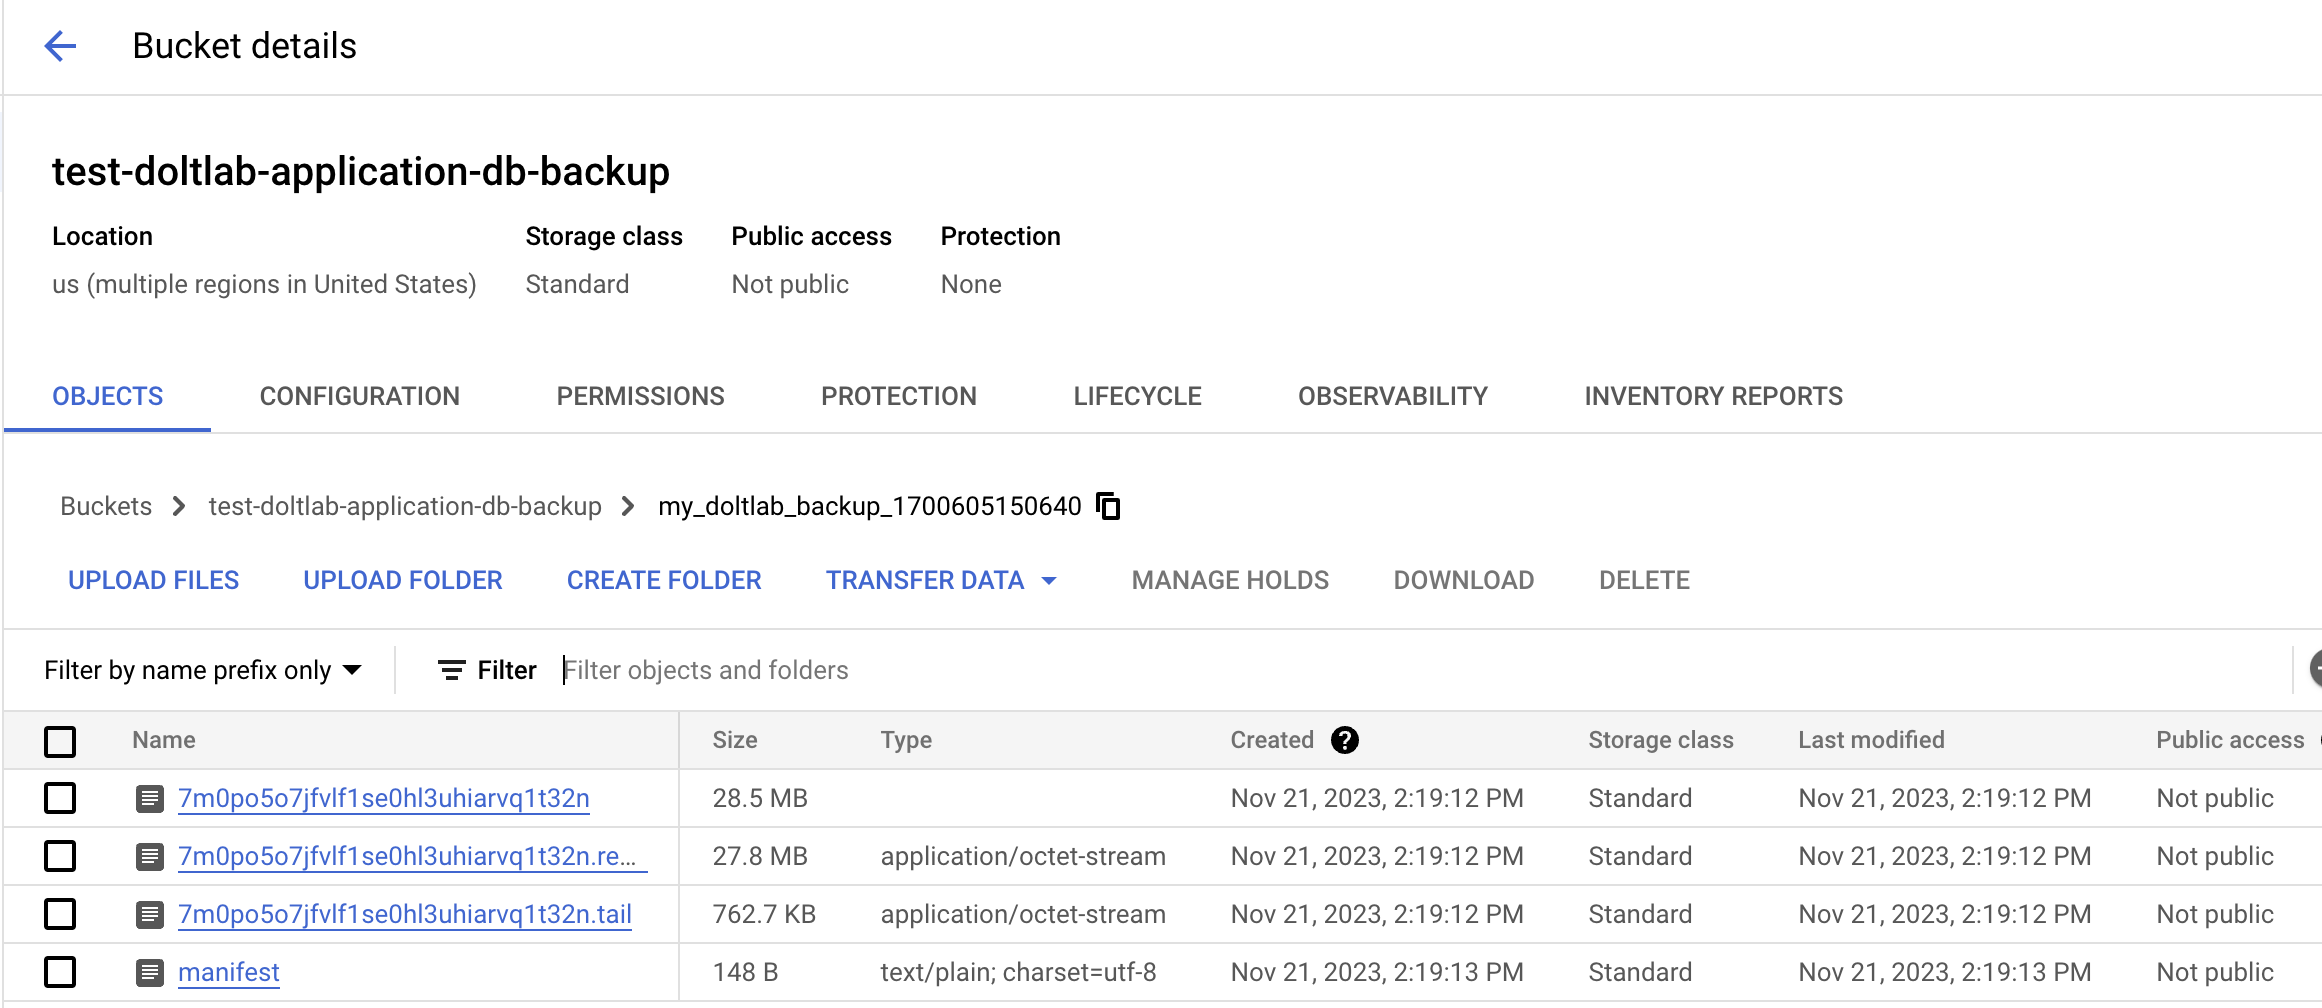 Bucket details
test-doltlab-application-db-backup
Location Storage class Public access Protection
us (multiple regions in United States) Standard Not public None
OBJECTS CONFIGURATION PERMISSIONS PROTECTION LIFECYCLE OBSERVABILITY INVENTORY REPORTS
Buckets > test-doltlab-application-db-backup > my_doltlab_backup_1700605150640
UPLOAD FILES UPLOAD FOLDER CREATE FOLDER TRANSFER DATA MANAGE HOLDS DOWNLOAD DELETE
Filter by name prefix only Filter Filter objects and folders
Name Size Type Created ? Storage class Last modified Public access
7m0po5o7jfvlf1se0hl3uhiarvq1t32n 28.5 MB Nov 21, 2023, 2:19:12 PM Standard Nov 21, 2023, 2:19:12 PM Not public
7m0po5o7jfvlf1se0hl3uhiarvq1t32n.re... 27.8 MB application/octet-stream Nov 21, 2023, 2:19:12 PM Standard Nov 21, 2023, 2:19:12 PM Not public
7m0po5o7jfvlf1se0hl3uhiarvq1t32n.tail 762.7 KB application/octet-stream Nov 21, 2023, 2:19:12 PM Standard Nov 21, 2023, 2:19:12 PM Not public
manifest 148 B text/plain; charset=utf-8 Nov 21, 2023, 2:19:13 PM Standard Nov 21, 2023, 2:19:13 PM Not public